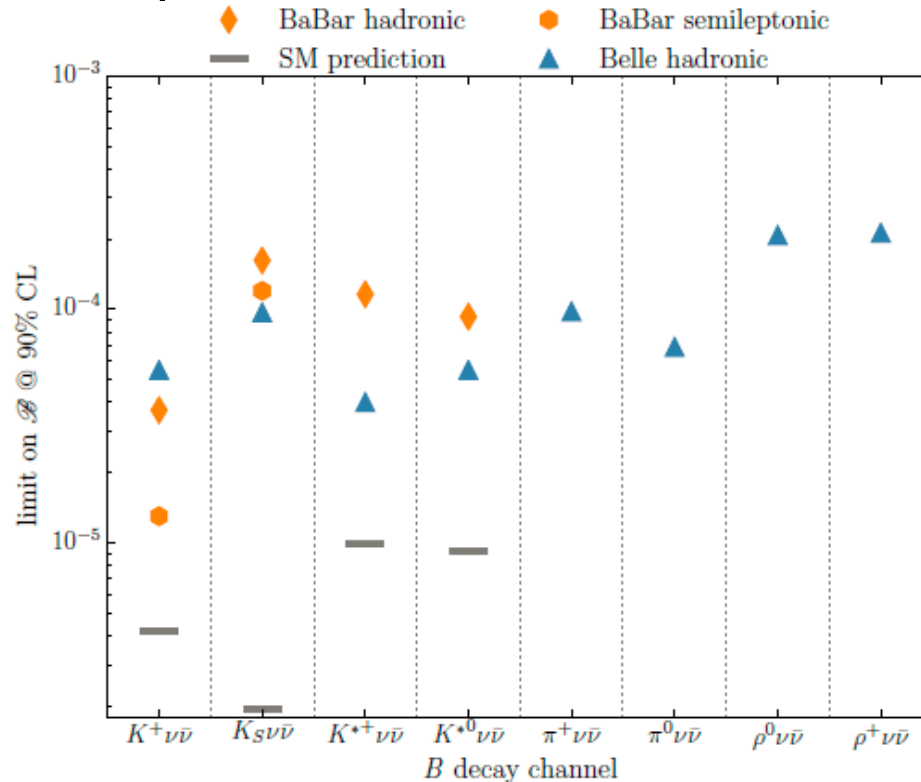 BaBar hadronic BaBar semileptonic
SM prediction Belle hadronic
10⁻³
10⁻⁴
10⁻⁵
limit on ℬ @ 90% CL
K⁺νν̄ K_Sνν̄ K*⁺νν̄ K*⁰νν̄ π⁺νν̄ π⁰νν̄ ρ⁰νν̄ ρ⁺νν̄
B decay channel